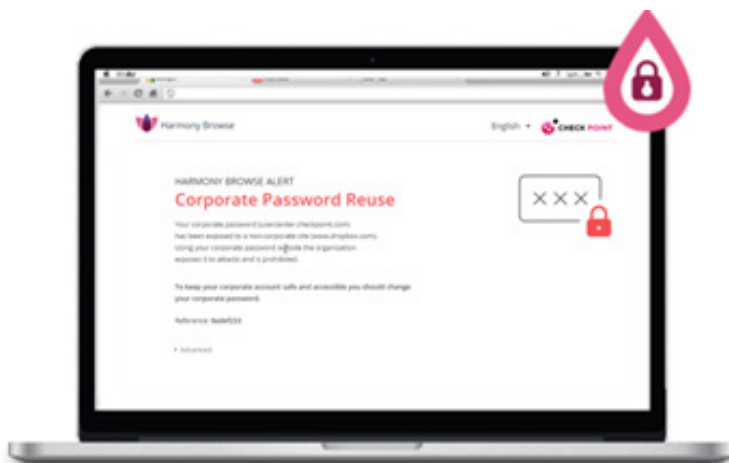 Harmony Browse
English
CHECK POINT
HARMONY BROWSE ALERT
Corporate Password Reuse
Your corporate password (usercenter.checkpoint.com)
has been exposed to a non-corporate site (www.dropbox.com).
Using your corporate password outside the organization
exposes it to attacks and is prohibited.
To keep your corporate account safe and accessible you should change
your corporate password.
Reference:
Advanced